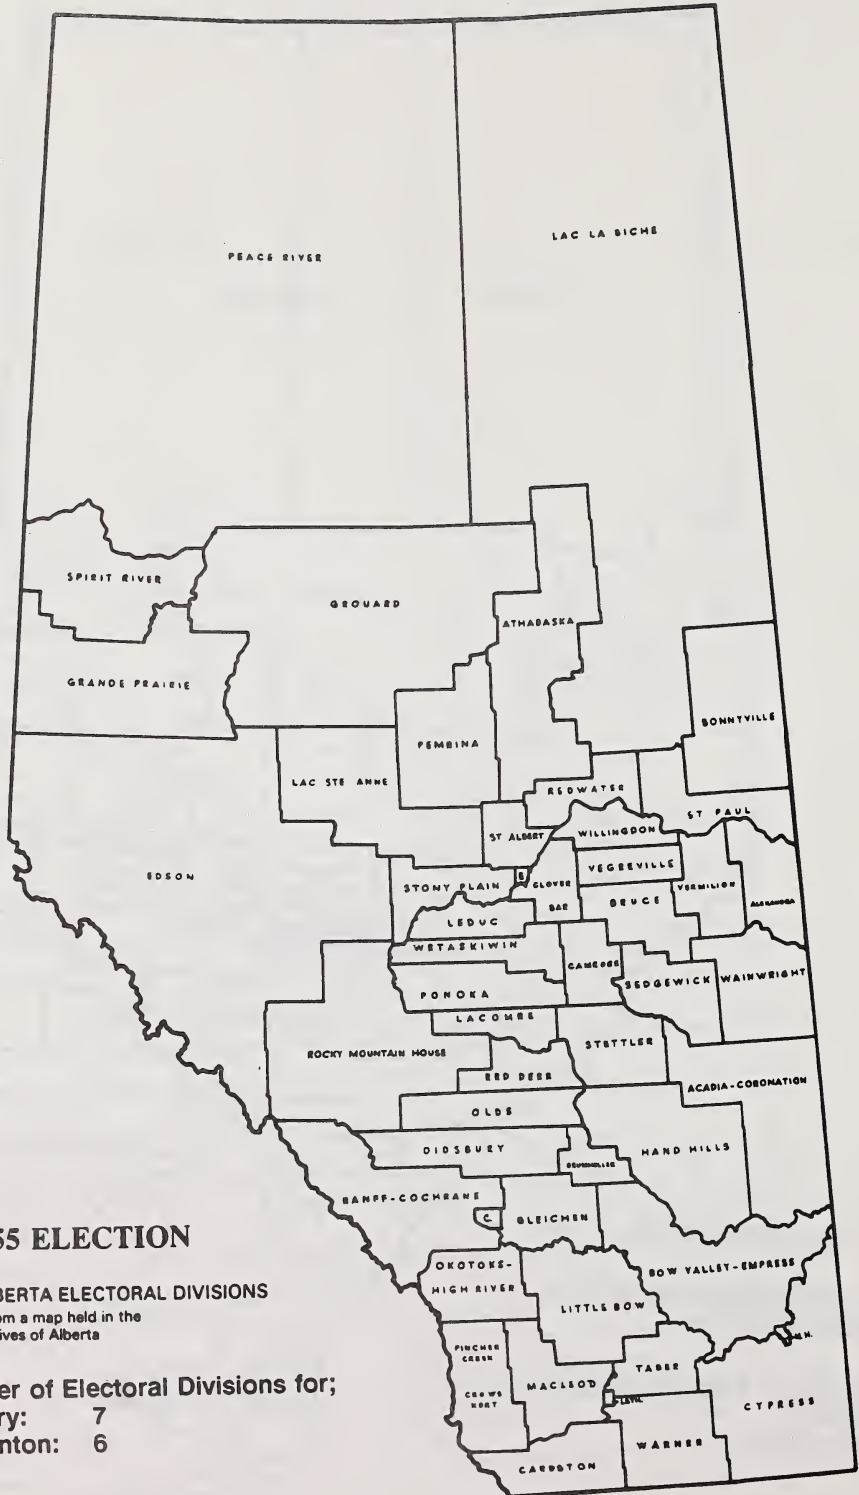 PEACE RIVER
LAC LA BICHE
SPIRIT RIVER
GROUARD
ATHABASKA
GRANDE PRAIRIE
BONNYVILLE
PEMBINA
LAC STE ANNE
REDWATER
ST PAUL
ST ALBERT
WILLINGDON
EDSON
VEGREVILLE
STONY PLAIN
E
CLOVER
BAR
VERMILION
BRUCE
ALEXANDRA
LEDUC
WETASKIWIN
CAMROSE
SEDGEWICK
WAINWRIGHT
PONOKA
LACOMBE
STETTLER
ROCKY MOUNTAIN HOUSE
RED DEER
ACADIA-CORONATION
OLDS
DIDSBURY
HAND HILLS
DRUMHELLER
BANFF-COCHRANE
C.
GLEICHEN
55 ELECTION
OKOTOKS-
HIGH RIVER
BOW VALLEY-EMPRESS
BERTA ELECTORAL DIVISIONS
om a map held in the
ives of Alberta
LITTLE BOW
M.H.
PINCHER
CREEK
TABER
MACLEOD
CROWS
NEST
LETH.
CYPRESS
er of Electoral Divisions for;
ry: 7
nton: 6
WARNER
CARDSTON